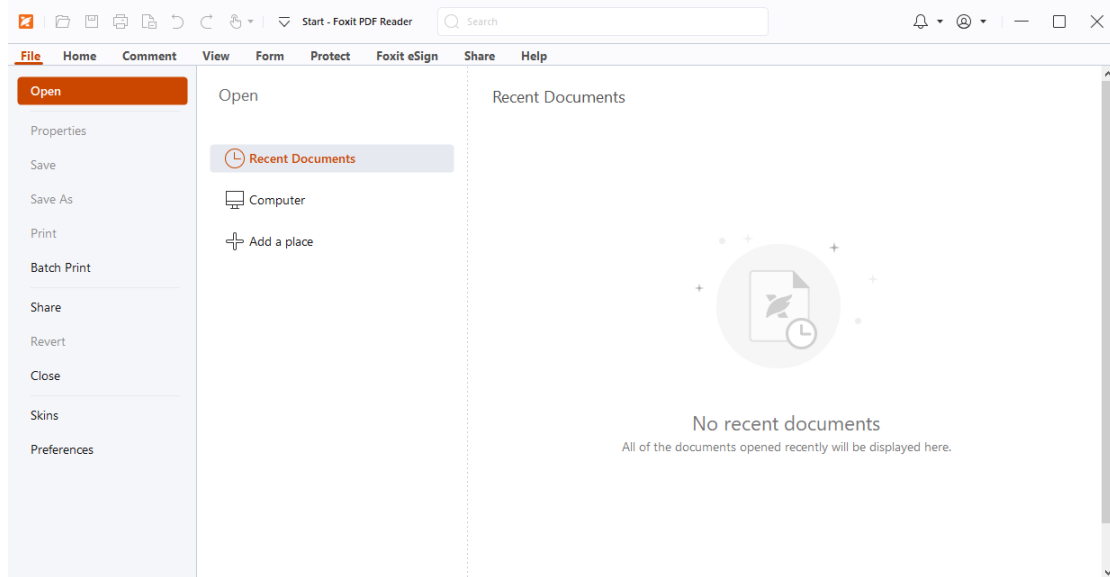 Start - Foxit PDF Reader
Search
File Home Comment View Form Protect Foxit eSign Share Help
Open
Properties
Save
Save As
Print
Batch Print
Share
Revert
Close
Skins
Preferences
Open
Recent Documents
Computer
Add a place
Recent Documents
No recent documents
All of the documents opened recently will be displayed here.